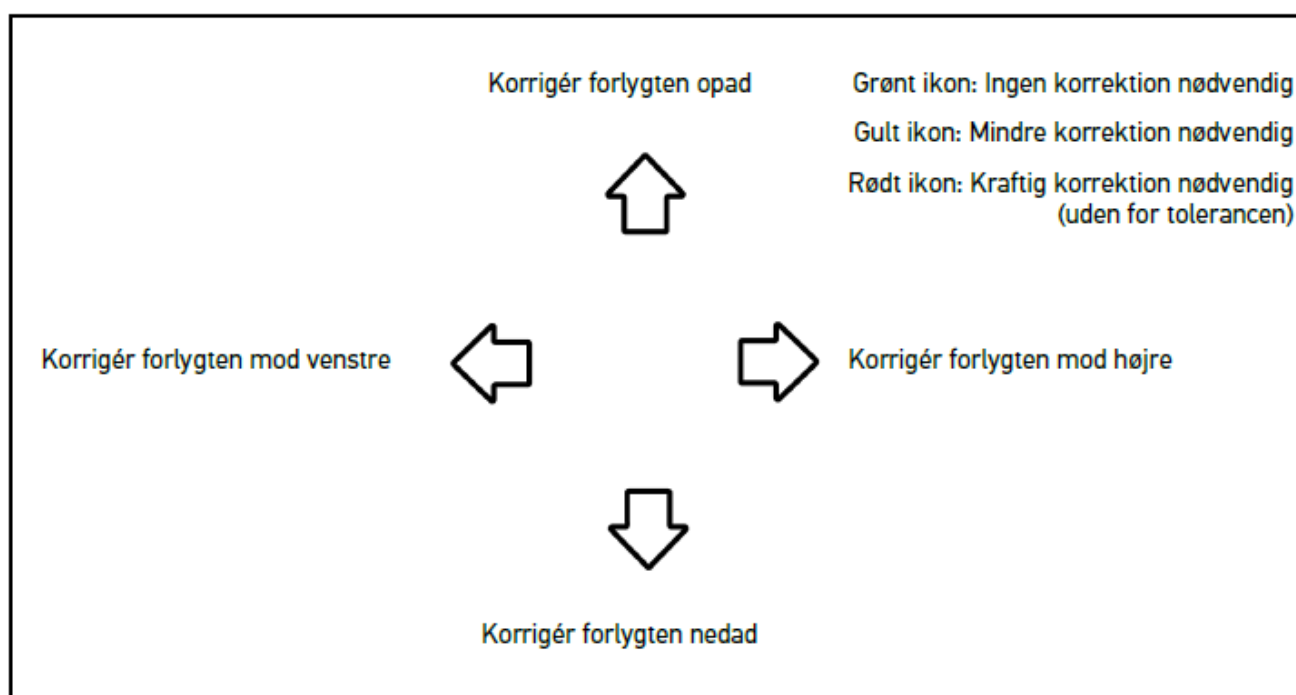 Korrigér forlygten opad
Grønt ikon: Ingen korrektion nødvendig
Gult ikon: Mindre korrektion nødvendig
Rødt ikon: Kraftig korrektion nødvendig
(uden for tolerancen)
Korrigér forlygten mod venstre
Korrigér forlygten mod højre
Korrigér forlygten nedad